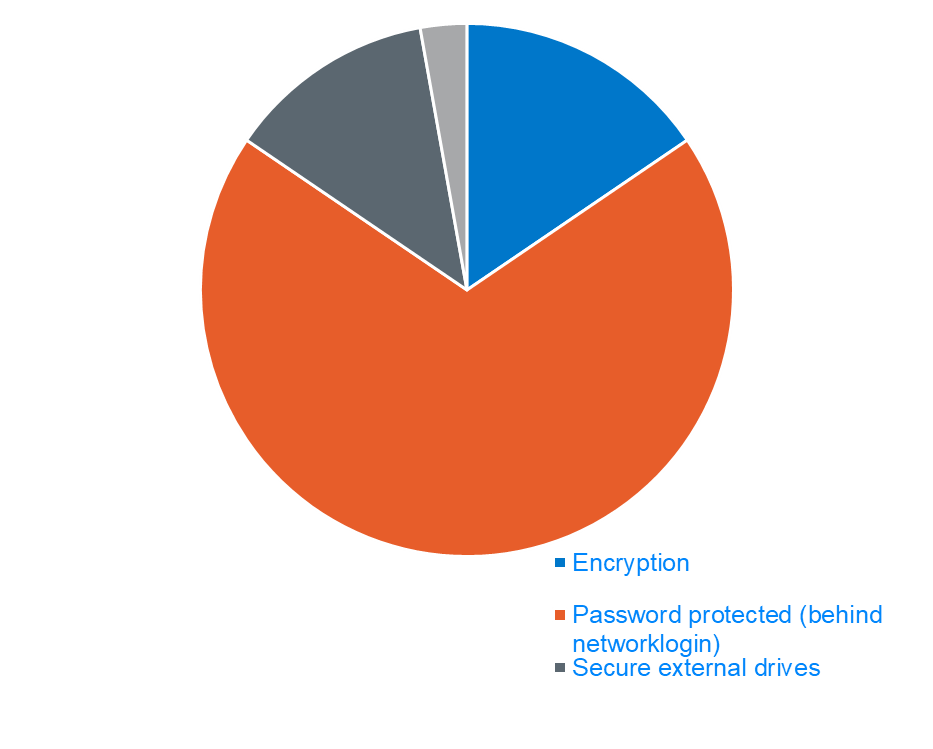 Encryption
Password protected (behind
networklogin)
Secure external drives